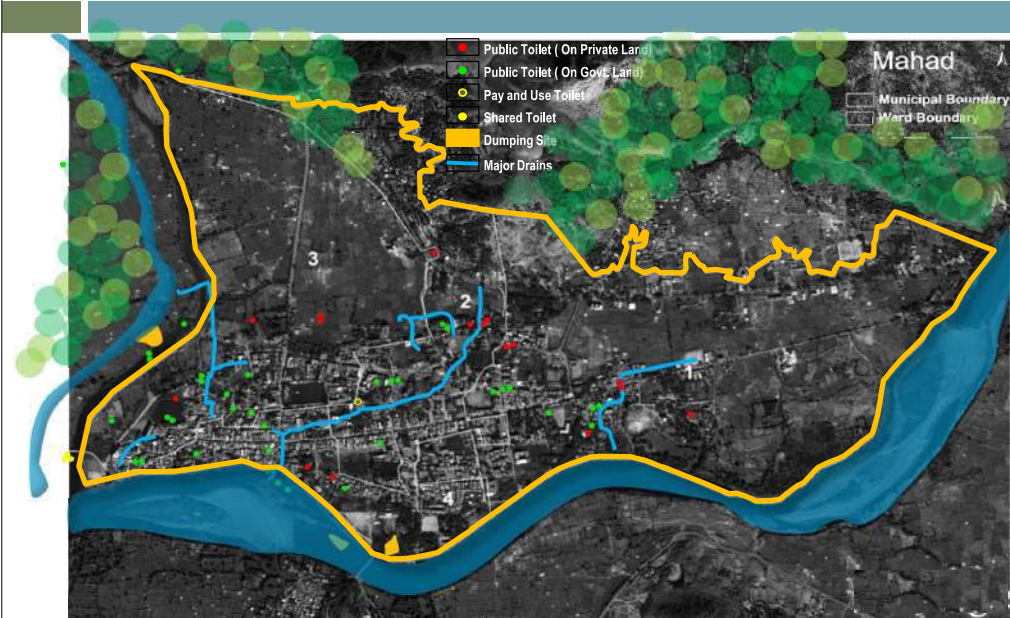 Public Toilet ( On Private Land)
Public Toilet ( On Govt. Land)
Pay and Use Toilet
Shared Toilet
Dumping Site
Major Drains
Mahad
Municipal Boundary
Ward Boundary
3
2
1
4